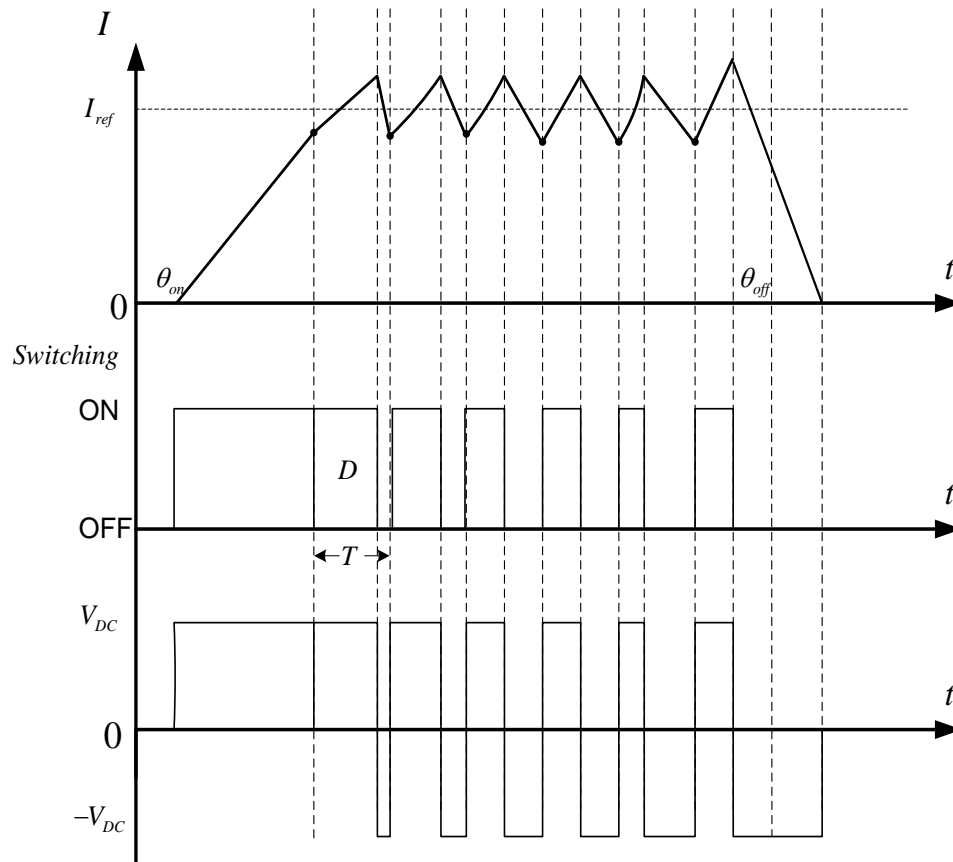 I
I_ref
θ_on
θ_off
t
0
Switching
ON
D
t
OFF
T
V_DC
t
0
−V_DC